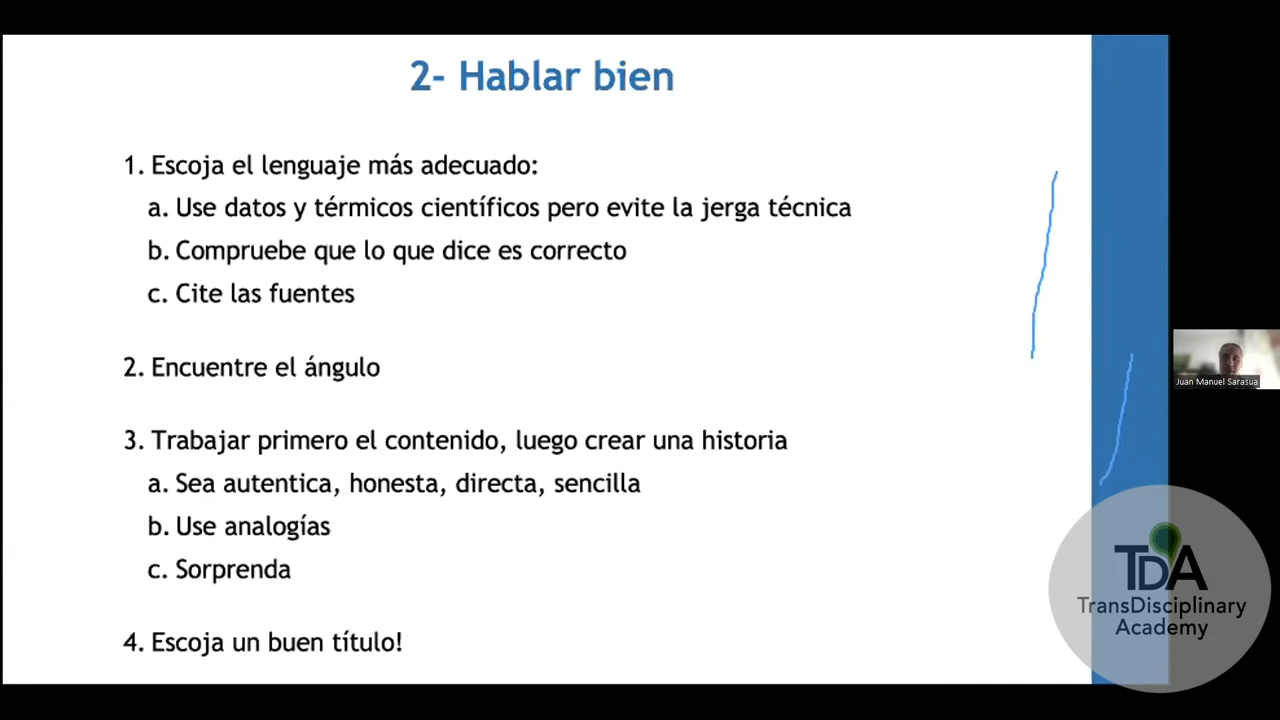 2- Hablar bien
1. Escoja el lenguaje más adecuado:
a. Use datos y térmicos científicos pero evite la jerga técnica
b. Compruebe que lo que dice es correcto
c. Cite las fuentes
2. Encuentre el ángulo
3. Trabajar primero el contenido, luego crear una historia
a. Sea autentica, honesta, directa, sencilla
b. Use analogías
c. Sorprenda
4. Escoja un buen título!
Juan Manuel Sarasua
TDA
TransDisciplinary
Academy